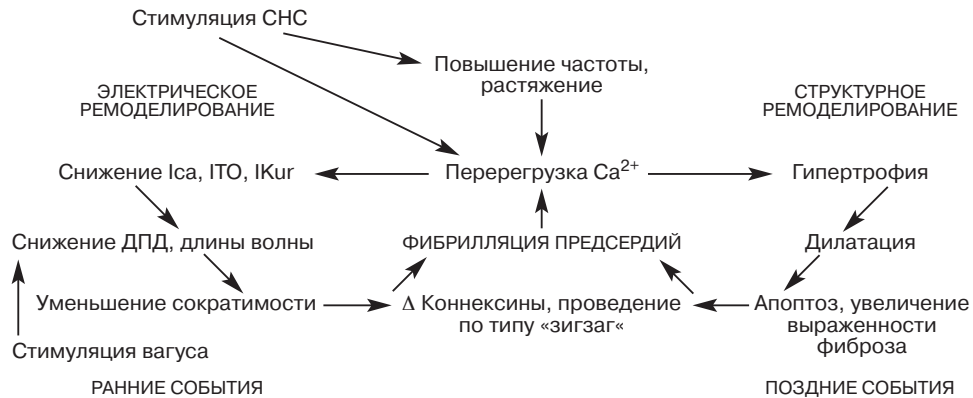 Стимуляция СНС
Повышение частоты,
растяжение
ЭЛЕКТРИЧЕСКОЕ
РЕМОДЕЛИРОВАНИЕ
СТРУКТУРНОЕ
РЕМОДЕЛИРОВАНИЕ
Снижение Ica, ITO, IKur
Перерегрузка Ca²⁺
Гипертрофия
Снижение ДПД, длины волны
ФИБРИЛЛЯЦИЯ ПРЕДСЕРДИЙ
Дилатация
Уменьшение сократимости
Δ Коннексины, проведение
по типу «зигзаг«
Апоптоз, увеличение
выраженности
фиброза
Стимуляция вагуса
РАННИЕ СОБЫТИЯ
ПОЗДНИЕ СОБЫТИЯ